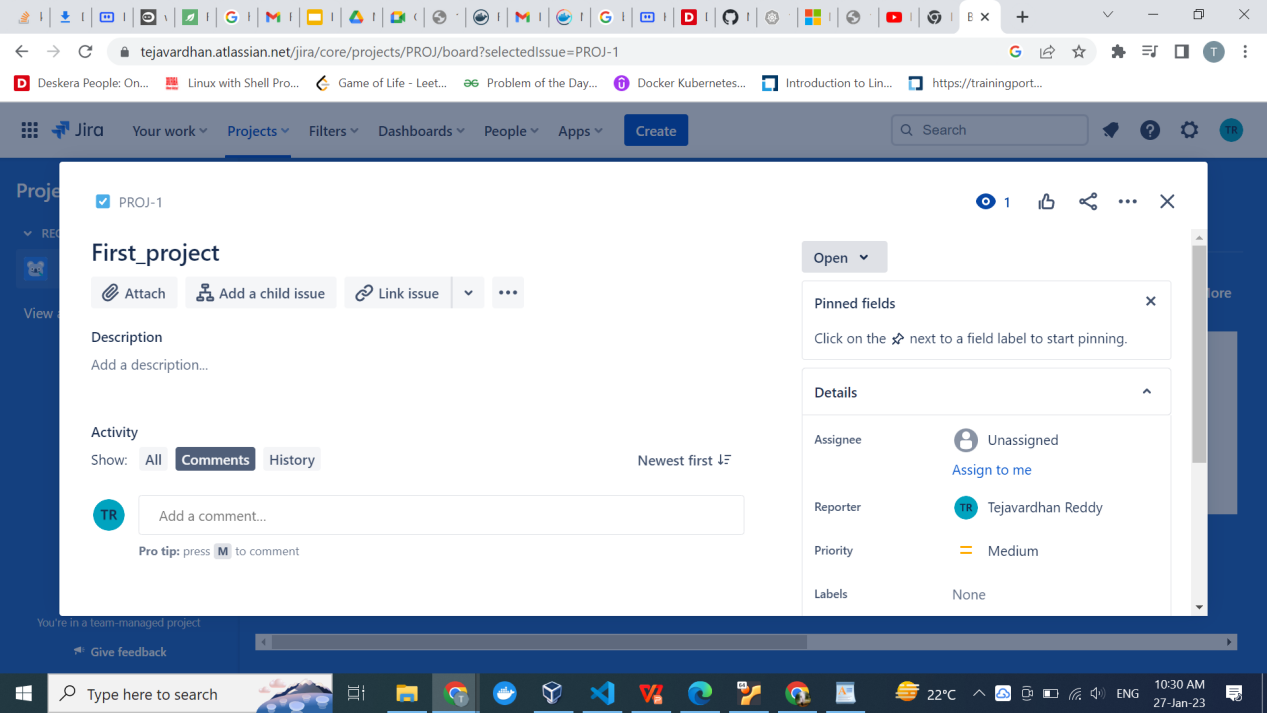 tejavardhan.atlassian.net/jira/core/projects/PROJ/board?selectedIssue=PROJ-1
T
Deskera People: On... Linux with Shell Pro... Game of Life - Leet... Problem of the Day... Docker Kubernetes... Introduction to Lin... https://trainingport...
Jira Your work Projects Filters Dashboards People Apps Create Search TR
Proje
PROJ-1 1
REC
First_project
Open
Attach Add a child issue Link issue
More
Pinned fields
Click on the next to a field label to start pinning.
View a
Description
Add a description...
Details
Activity
Show: All Comments History Newest first
Assignee Unassigned
Assign to me
TR Add a comment...
Pro tip: press M to comment
Reporter TR Tejavardhan Reddy
Priority Medium
Labels None
You're in a team-managed project
Give feedback
Type here to search 22°C ENG 10:30 AM
27-Jan-23